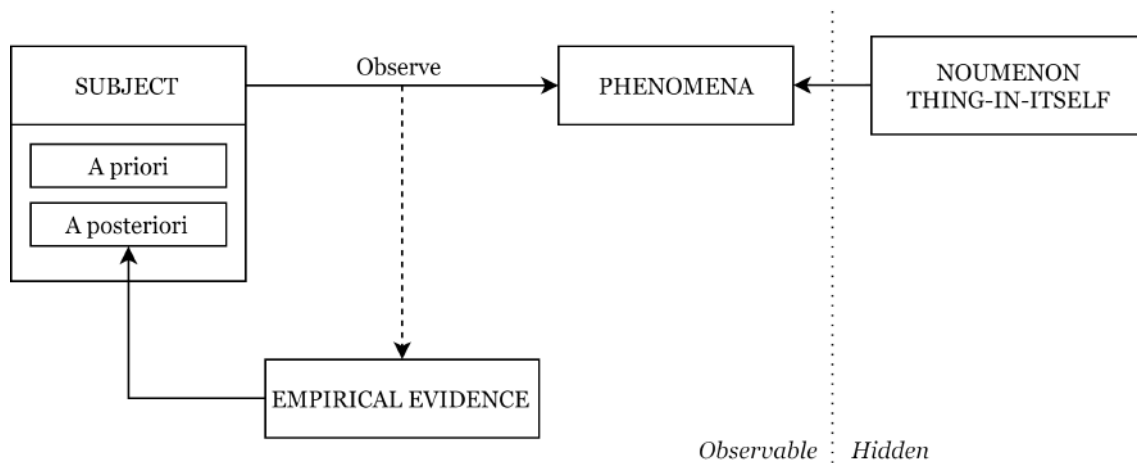 SUBJECT
Observe
PHENOMENA
NOUMENON
THING-IN-ITSELF
A priori
A posteriori
EMPIRICAL EVIDENCE
Observable
Hidden